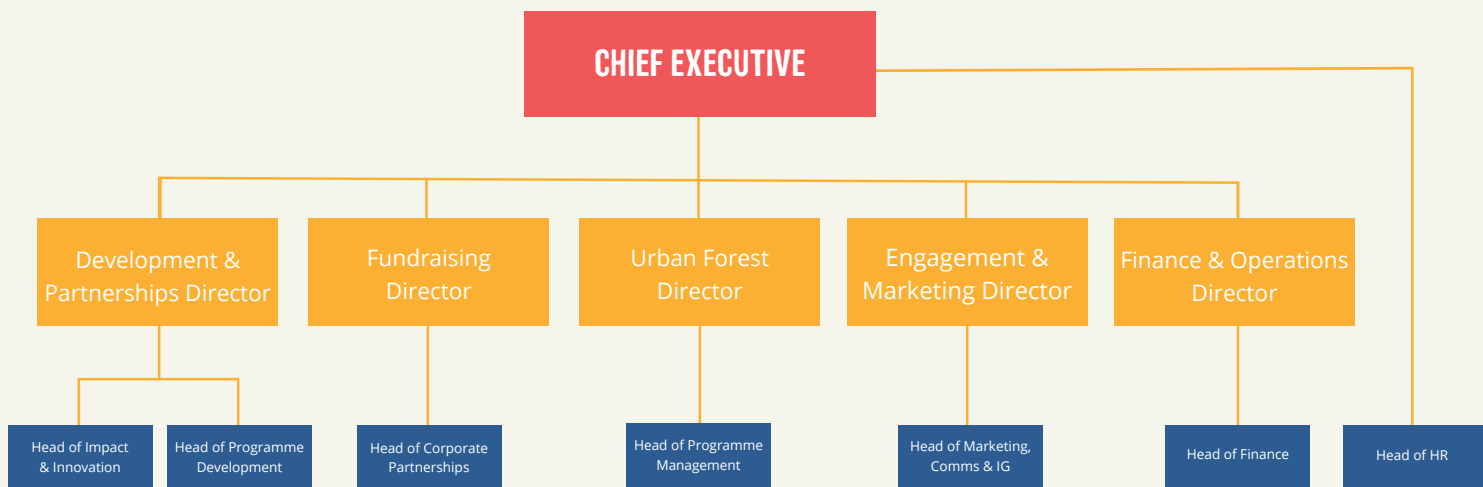 CHIEF EXECUTIVE
Development &
Partnerships Director
Fundraising
Director
Urban Forest
Director
Engagement &
Marketing Director
Finance & Operations
Director
Head of Impact
& Innovation
Head of Programme
Development
Head of Corporate
Partnerships
Head of Programme
Management
Head of Marketing,
Comms & IG
Head of Finance
Head of HR